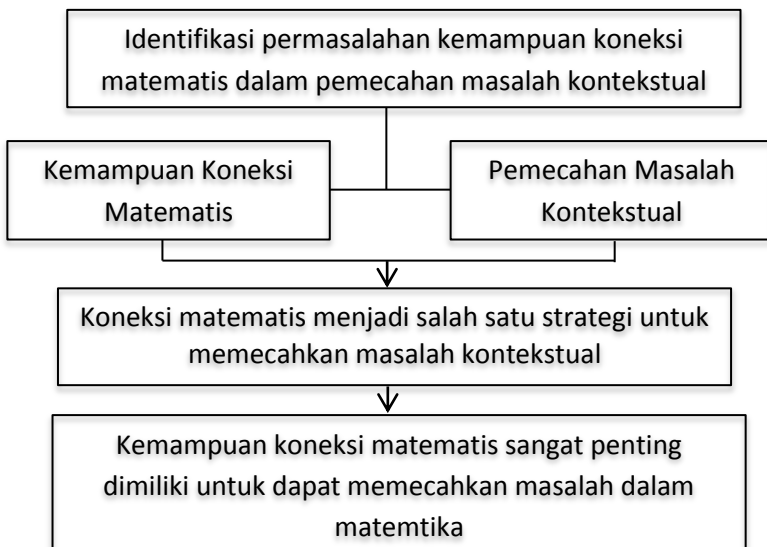 Identifikasi permasalahan kemampuan koneksi
matematis dalam pemecahan masalah kontekstual
Kemampuan Koneksi
Matematis
Pemecahan Masalah
Kontekstual
Koneksi matematis menjadi salah satu strategi untuk
memecahkan masalah kontekstual
Kemampuan koneksi matematis sangat penting
dimiliki untuk dapat memecahkan masalah dalam
matemtika